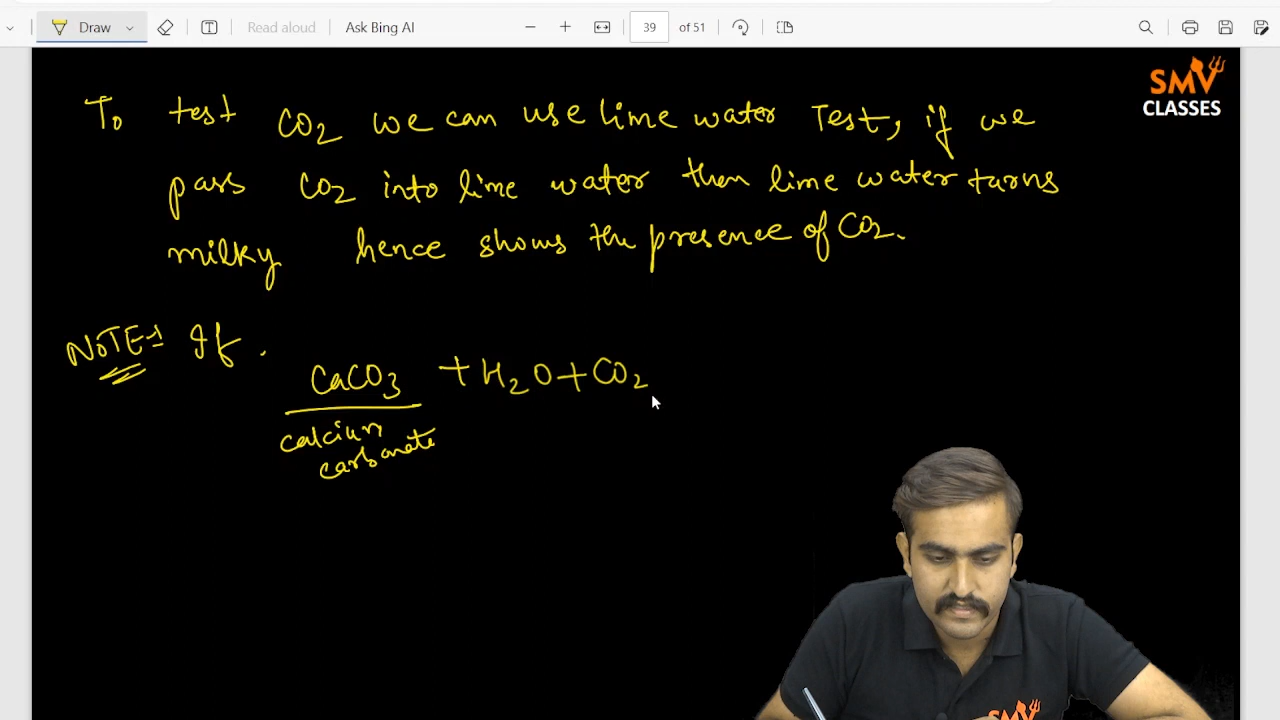 Draw
Read aloud
Ask Bing AI
39
of 51
SMV
CLASSES
To test CO2 we can use lime water Test, if we
pass CO2 into lime water then lime water turns
milky hence shows the presence of CO2.
NOTE:- If.
CaCO3 + H2O + CO2
calcium
carbonate
SMV